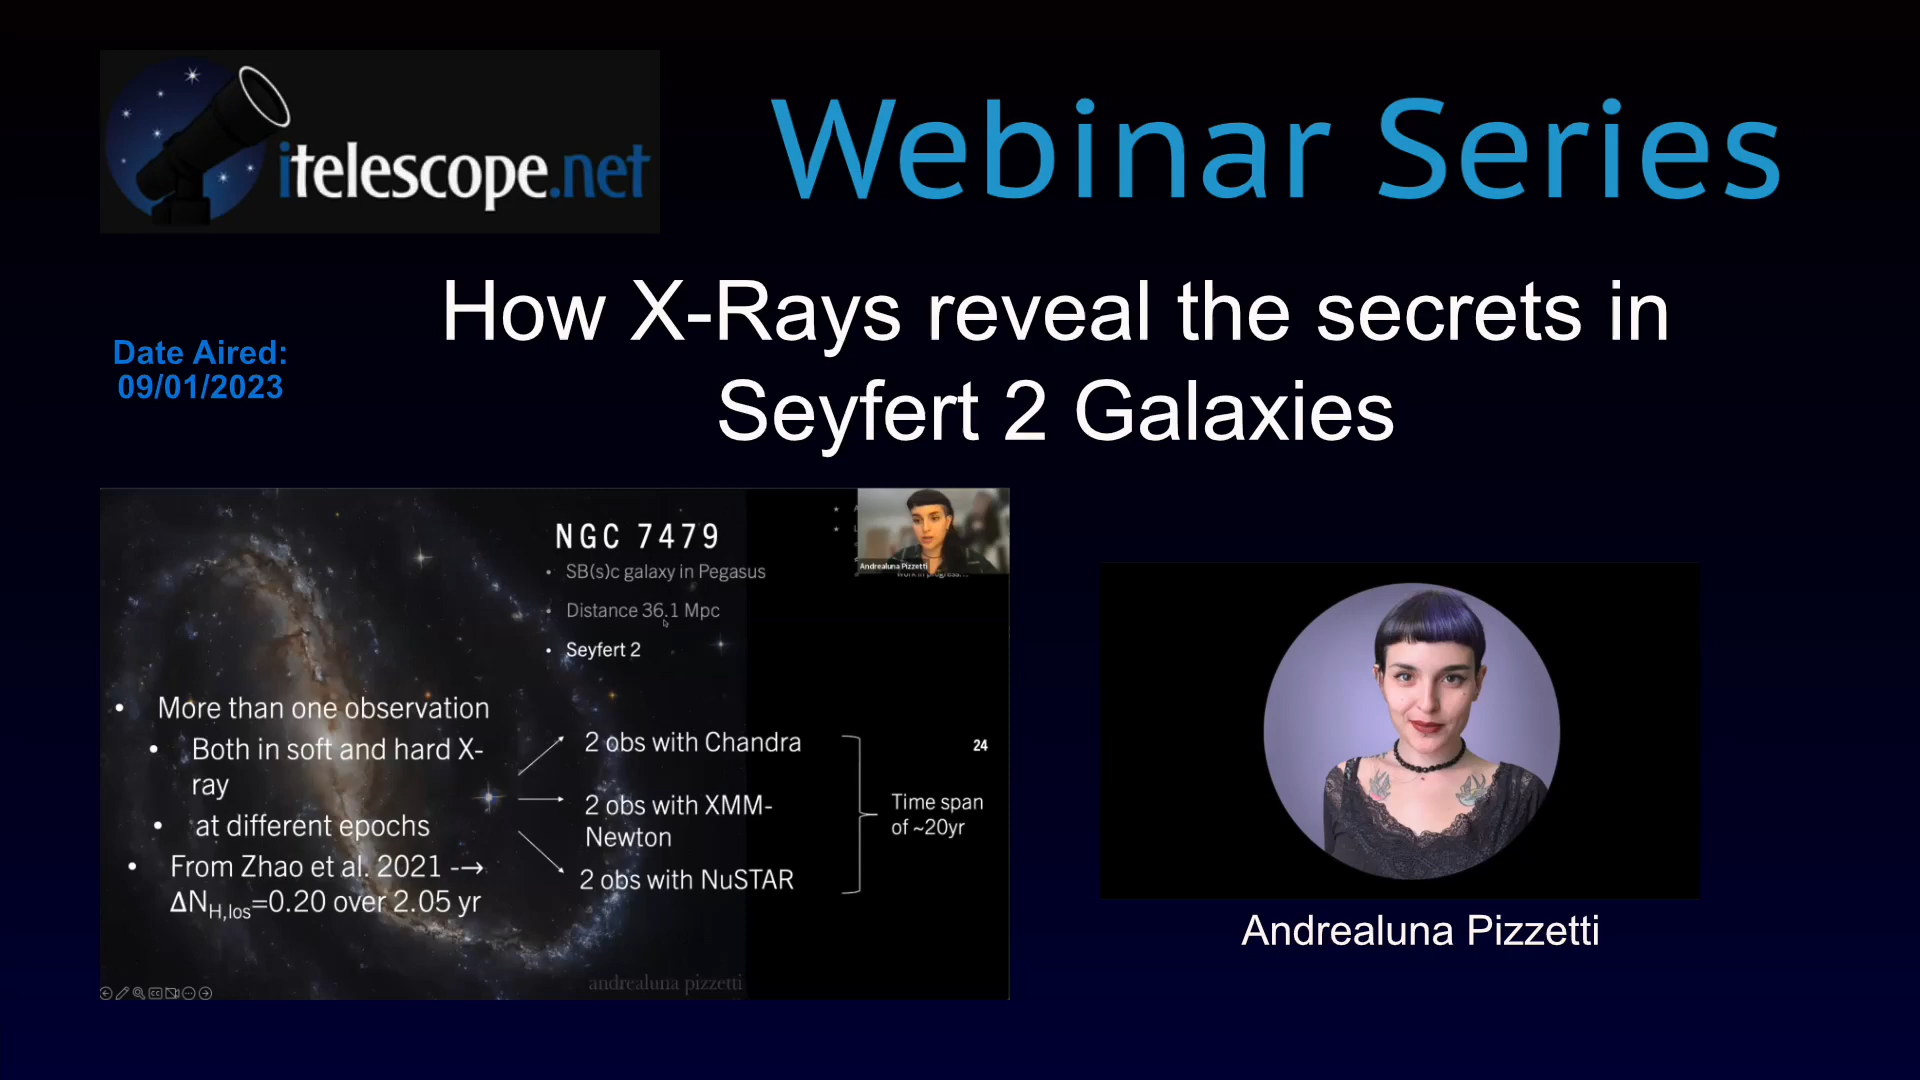 itelescope.net
Webinar Series
How X-Rays reveal the secrets in
Seyfert 2 Galaxies
Date Aired:
09/01/2023
NGC 7479
• SB(s)c galaxy in Pegasus
• Distance 36.1 Mpc
• Seyfert 2
Andrealuna Pizzetti
• More than one observation
• Both in soft and hard X-
ray
• at different epochs
• From Zhao et al. 2021 -→
ΔN_H,los=0.20 over 2.05 yr
2 obs with Chandra
2 obs with XMM-
Newton
2 obs with NuSTAR
24
Time span
of ~20yr
andrealuna pizzetti
Andrealuna Pizzetti